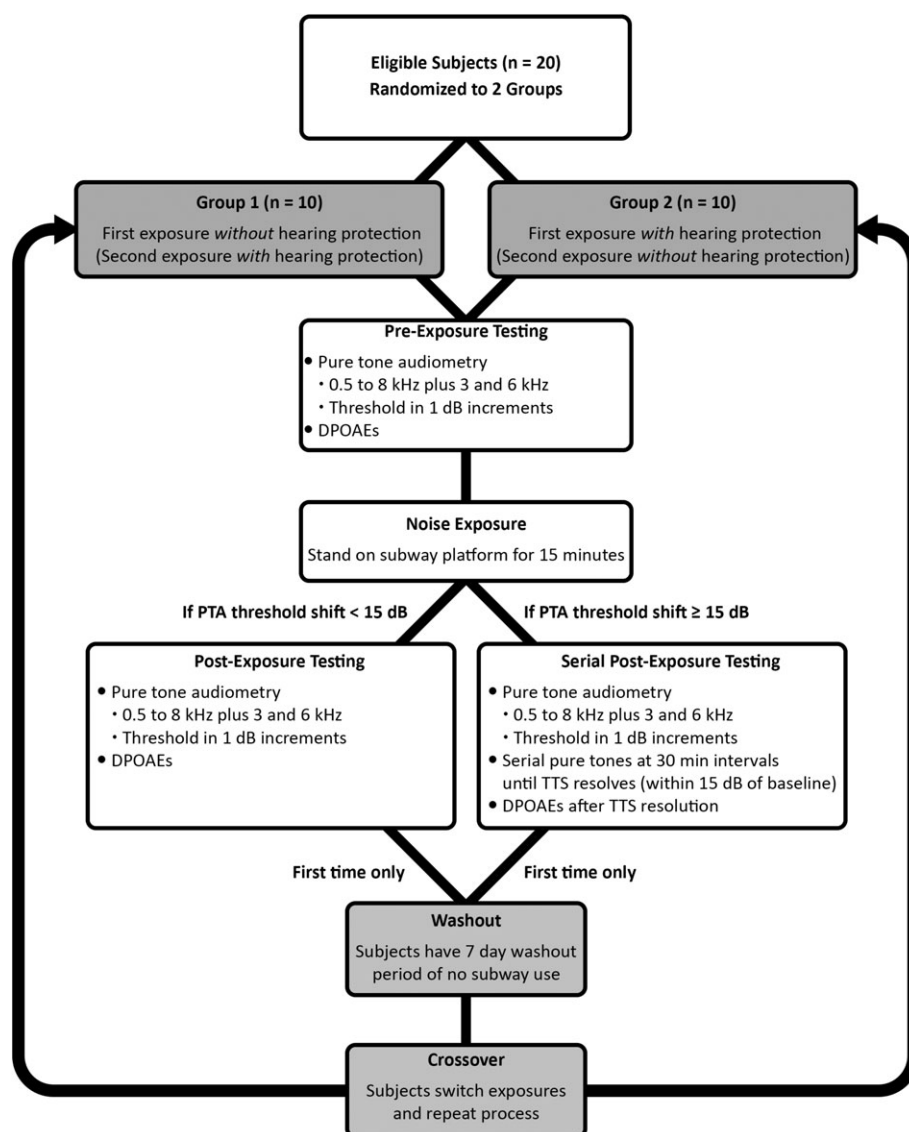 Eligible Subjects (n = 20)
Randomized to 2 Groups
Group 1 (n = 10)
First exposure without hearing protection
(Second exposure with hearing protection)
Group 2 (n = 10)
First exposure with hearing protection
(Second exposure without hearing protection)
Pre-Exposure Testing
● Pure tone audiometry
• 0.5 to 8 kHz plus 3 and 6 kHz
• Threshold in 1 dB increments
● DPOAEs
Noise Exposure
Stand on subway platform for 15 minutes
If PTA threshold shift < 15 dB
If PTA threshold shift ≥ 15 dB
Post-Exposure Testing
● Pure tone audiometry
• 0.5 to 8 kHz plus 3 and 6 kHz
• Threshold in 1 dB increments
● DPOAEs
Serial Post-Exposure Testing
● Pure tone audiometry
• 0.5 to 8 kHz plus 3 and 6 kHz
• Threshold in 1 dB increments
● Serial pure tones at 30 min intervals
until TTS resolves (within 15 dB of baseline)
● DPOAEs after TTS resolution
First time only
First time only
Washout
Subjects have 7 day washout
period of no subway use
Crossover
Subjects switch exposures
and repeat process